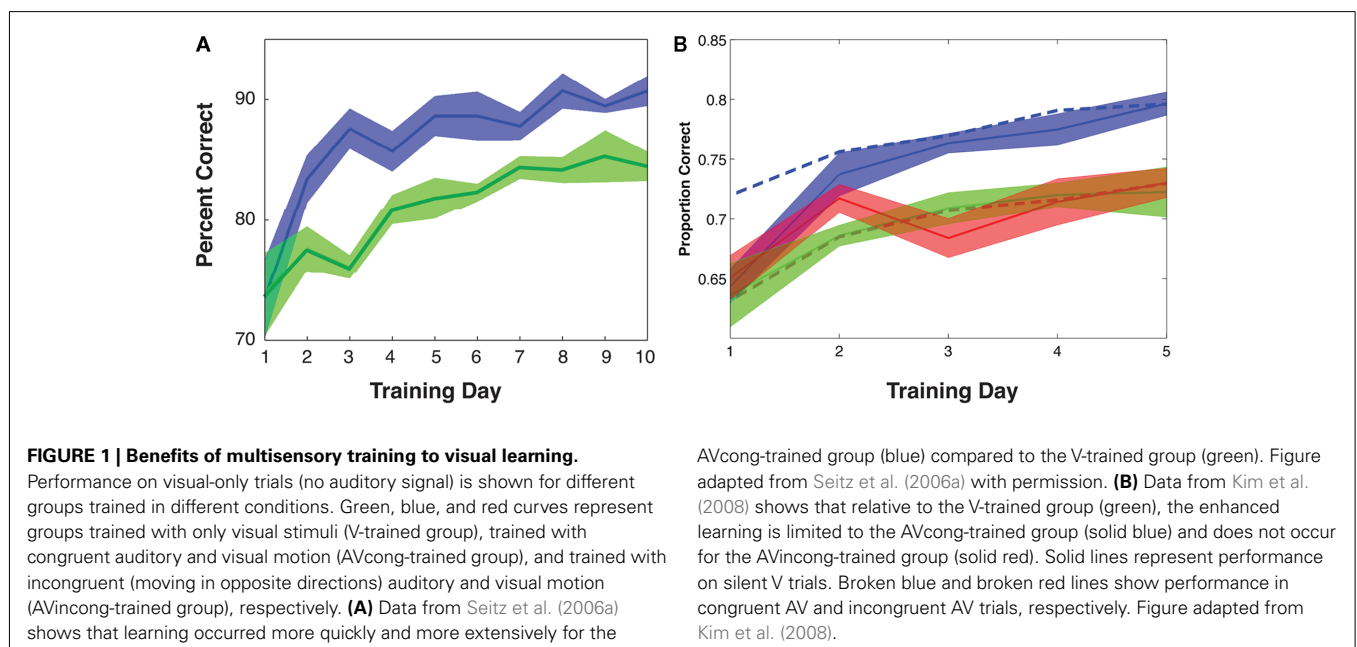 A
90
80
70
Percent Correct
1 2 3 4 5 6 7 8 9 10
Training Day
B
0.85
0.8
0.75
0.7
0.65
Proportion Correct
1 2 3 4 5
Training Day
FIGURE 1 | Benefits of multisensory training to visual learning.
Performance on visual-only trials (no auditory signal) is shown for different
groups trained in different conditions. Green, blue, and red curves represent
groups trained with only visual stimuli (V-trained group), trained with
congruent auditory and visual motion (AVcong-trained group), and trained with
incongruent (moving in opposite directions) auditory and visual motion
(AVincong-trained group), respectively. (A) Data from Seitz et al. (2006a)
shows that learning occurred more quickly and more extensively for the
AVcong-trained group (blue) compared to the V-trained group (green). Figure
adapted from Seitz et al. (2006a) with permission. (B) Data from Kim et al.
(2008) shows that relative to the V-trained group (green), the enhanced
learning is limited to the AVcong-trained group (solid blue) and does not occur
for the AVincong-trained group (solid red). Solid lines represent performance
on silent V trials. Broken blue and broken red lines show performance in
congruent AV and incongruent AV trials, respectively. Figure adapted from
Kim et al. (2008).